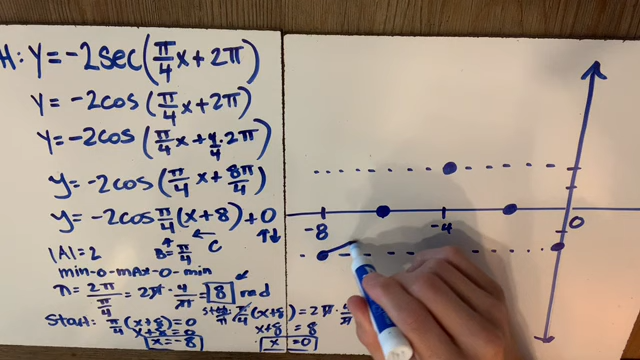 H: Y = -2sec(π/4 x + 2π)
y = -2cos(π/4 x + 2π)
y = -2cos(π/4 x + 4/4 · 2π)
y = -2cos(π/4 x + 8π/4)
y = -2cos π/4 (x + 8) + 0
|A| = 2 B = π/4 ← C ↑↓
min-0-max-0-min
n = 2π / π/4 = 2π · 4/π = 8 rad
Start: π/4 (x+8) = 0
x + 8 = 0
x = -8
π/4 (x+8) = 2π · 4/π
x+8 = 8
x = 0
-8 -4 0